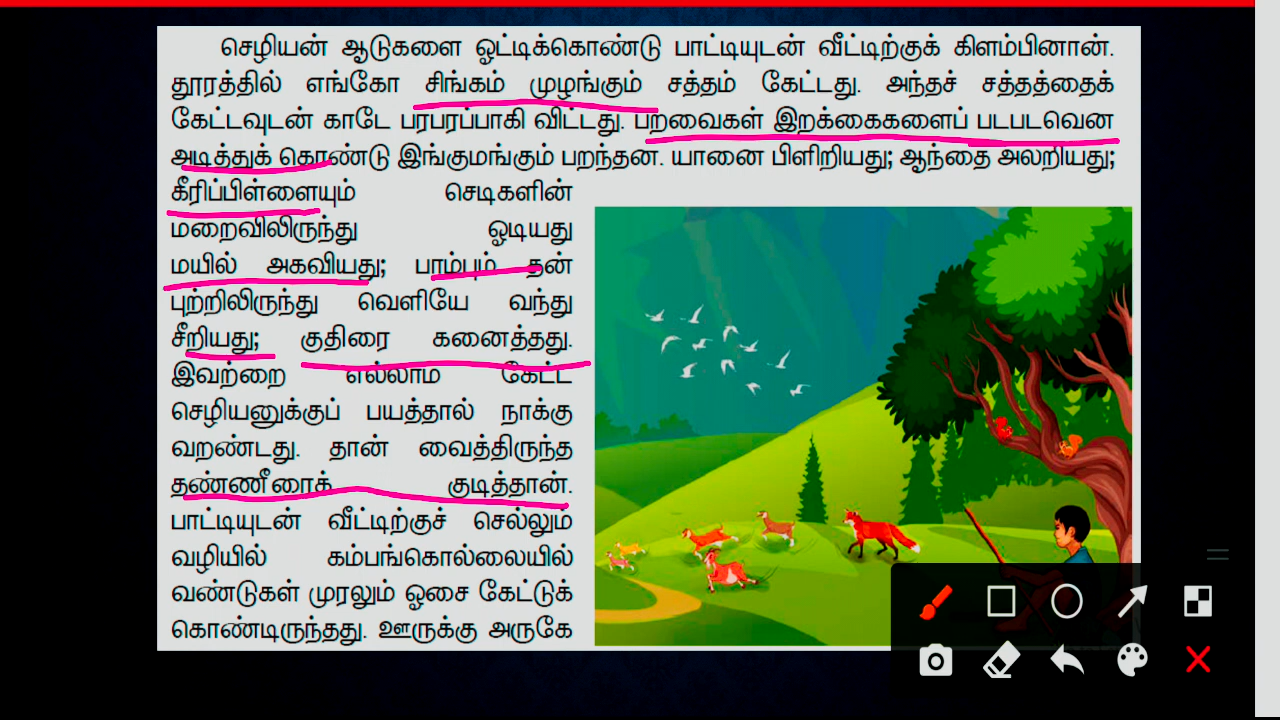 செழியன் ஆடுகளை ஓட்டிக்கொண்டு பாட்டியுடன் வீட்டிற்குக் கிளம்பினான்.
தூரத்தில் எங்கோ சிங்கம் முழங்கும் சத்தம் கேட்டது. அந்தச் சத்தத்தைக்
கேட்டவுடன் காடே பரபரப்பாகி விட்டது. பறவைகள் இறக்கைகளைப் படபடவென
அடித்துக் கொண்டு இங்குமங்கும் பறந்தன. யானை பிளிறியது; ஆந்தை அலறியது;
கீரிப்பிள்ளையும் செடிகளின்
மறைவிலிருந்து ஓடியது
மயில் அகவியது; பாம்பும் தன்
புற்றிலிருந்து வெளியே வந்து
சீறியது; குதிரை கனைத்தது.
இவற்றை எல்லாம் கேட்ட
செழியனுக்குப் பயத்தால் நாக்கு
வறண்டது. தான் வைத்திருந்த
தண்ணீரைக் குடித்தான்.
பாட்டியுடன் வீட்டிற்குச் செல்லும்
வழியில் கம்பங்கொல்லையில்
வண்டுகள் முரலும் ஓசை கேட்டுக்
கொண்டிருந்தது. ஊருக்கு அருகே